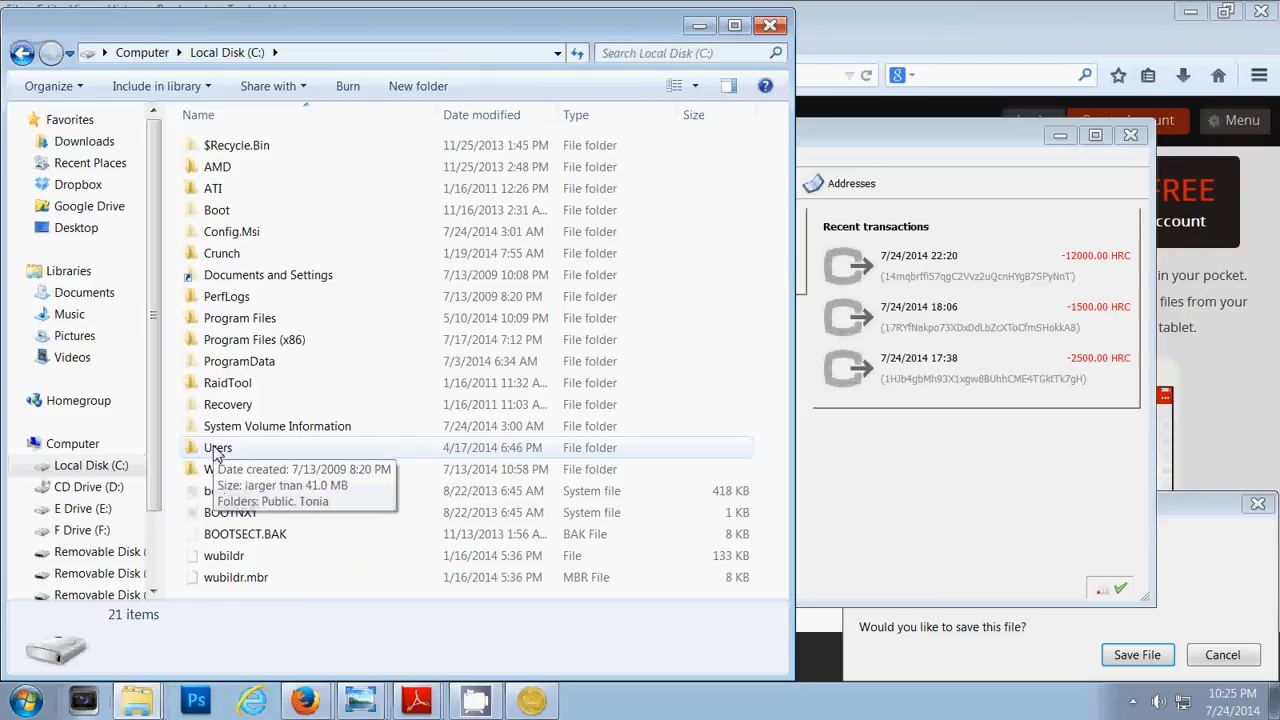 Computer
Local Disk (C:)
Search Local Disk (C:)
Organize
Include in library
Share with
Burn
New folder
Menu
Name
Date modified
Type
Size
Favorites
Downloads
Recent Places
Dropbox
Google Drive
Desktop
Libraries
Documents
Music
Pictures
Videos
Homegroup
Computer
Local Disk (C:)
CD Drive (D:)
E Drive (E:)
F Drive (F:)
Removable Disk (
Removable Disk (
Removable Disk (
$Recycle.Bin 11/25/2013 1:45 PM File folder
AMD 11/25/2013 2:48 PM File folder
ATI 1/16/2011 12:26 PM File folder
Boot 11/16/2013 2:31 A... File folder
Config.Msi 7/24/2014 3:01 AM File folder
Crunch 1/19/2014 7:55 AM File folder
Documents and Settings 7/13/2009 10:08 PM File folder
PerfLogs 7/13/2009 8:20 PM File folder
Program Files 5/10/2014 10:09 PM File folder
Program Files (x86) 7/17/2014 7:12 PM File folder
ProgramData 7/3/2014 6:34 AM File folder
RaidTool 1/16/2011 11:32 A... File folder
Recovery 1/16/2011 11:03 A... File folder
System Volume Information 7/24/2014 3:00 AM File folder
Users 4/17/2014 6:46 PM File folder
W 7/13/2014 10:58 PM File folder
Date created: 7/13/2009 8:20 PM
Size: larger than 41.0 MB
Folders: Public, Tonia
8/22/2013 6:45 AM System file 418 KB
BOOTNXT 8/22/2013 6:45 AM System file 1 KB
BOOTSECT.BAK 11/13/2013 1:56 A... BAK File 8 KB
wubildr 1/16/2014 5:36 PM File 133 KB
wubildr.mbr 1/16/2014 5:36 PM MBR File 8 KB
21 items
Addresses
Recent transactions
7/24/2014 22:20 -12000.00 HRC
7/24/2014 18:06 -1500.00 HRC
7/24/2014 17:38 -2500.00 HRC
FREE
ccount
in your pocket.
files from your
tablet.
Would you like to save this file?
Save File
Cancel
Ps
10:25 PM
7/24/2014